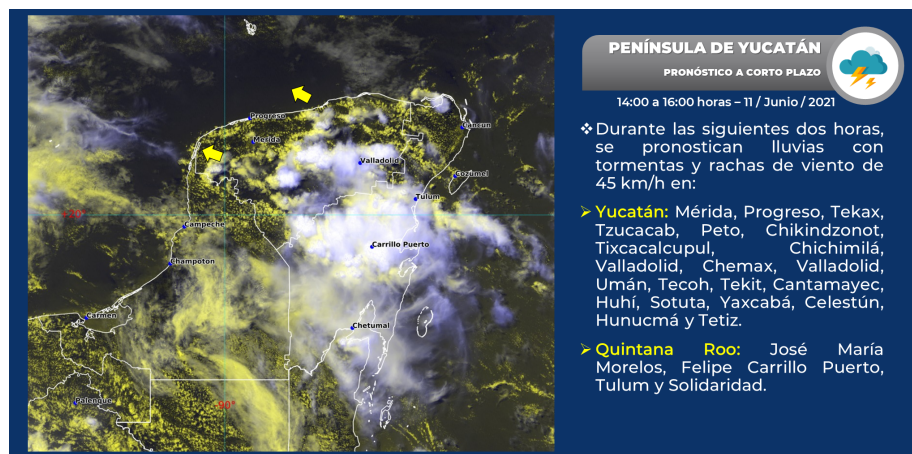 Progreso
Mérida
Cancun
Valladolid
Cozumel
Tulum
+20°
Campeche
Carrillo Puerto
Champoton
Carmen
Chetumal
Palenque
-90°
PENÍNSULA DE YUCATÁN
PRONÓSTICO A CORTO PLAZO
14:00 a 16:00 horas – 11 / Junio / 2021
❖Durante las siguientes dos horas,
se pronostican lluvias con
tormentas y rachas de viento de
45 km/h en:
➢Yucatán: Mérida, Progreso, Tekax,
Tzucacab, Peto, Chikindzonot,
Tixcacalcupul, Chichimilá,
Valladolid, Chemax, Valladolid,
Umán, Tecoh, Tekit, Cantamayec,
Huhí, Sotuta, Yaxcabá, Celestún,
Hunucmá y Tetiz.
➢Quintana Roo: José María
Morelos, Felipe Carrillo Puerto,
Tulum y Solidaridad.